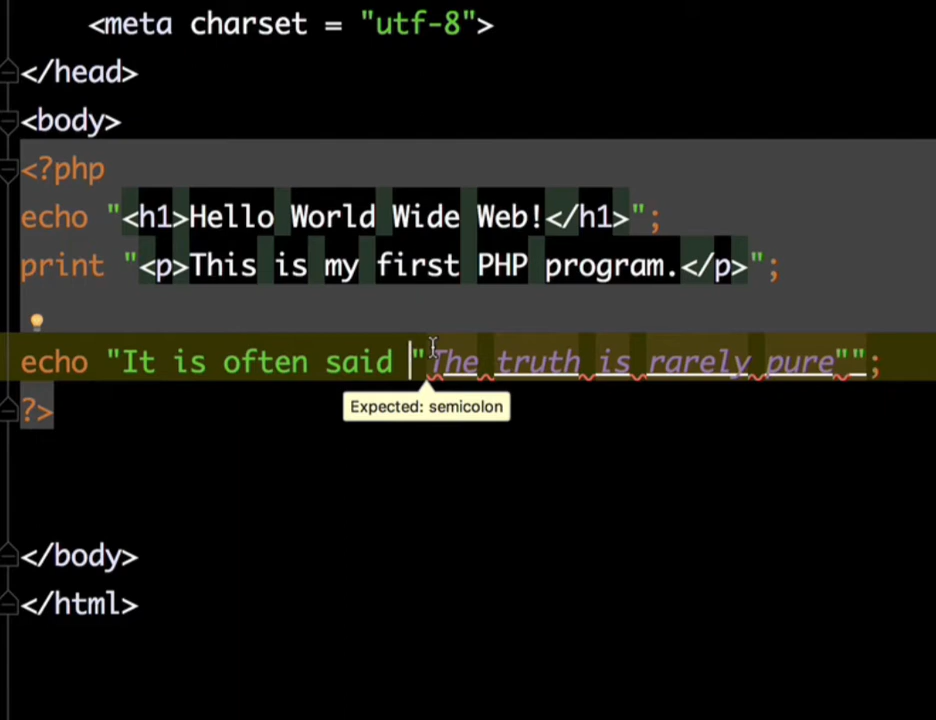 <meta charset = "utf-8">
</head>
<body>
<?php
echo "<h1>Hello World Wide Web!</h1>";
print "<p>This is my first PHP program.</p>";
echo "It is often said "The truth is rarely pure"";
Expected: semicolon
?>
</body>
</html>